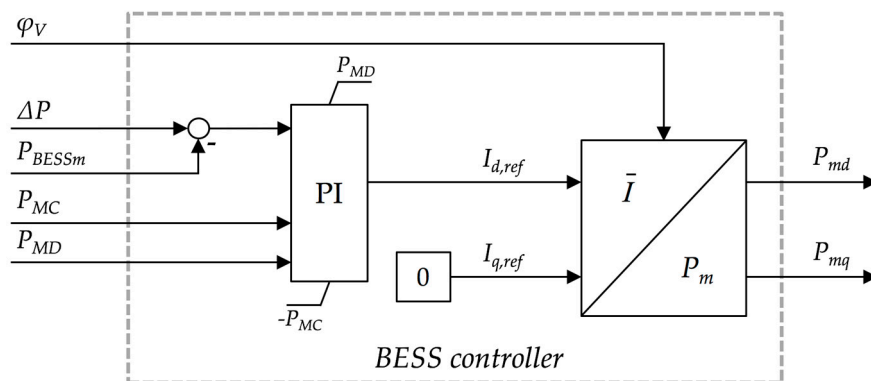 φ_V
P_MD
ΔP
-
P_BESSm
PI
I_d,ref
Ī
P_md
P_MC
P_MD
0
I_q,ref
P_m
P_mq
-P_MC
BESS controller